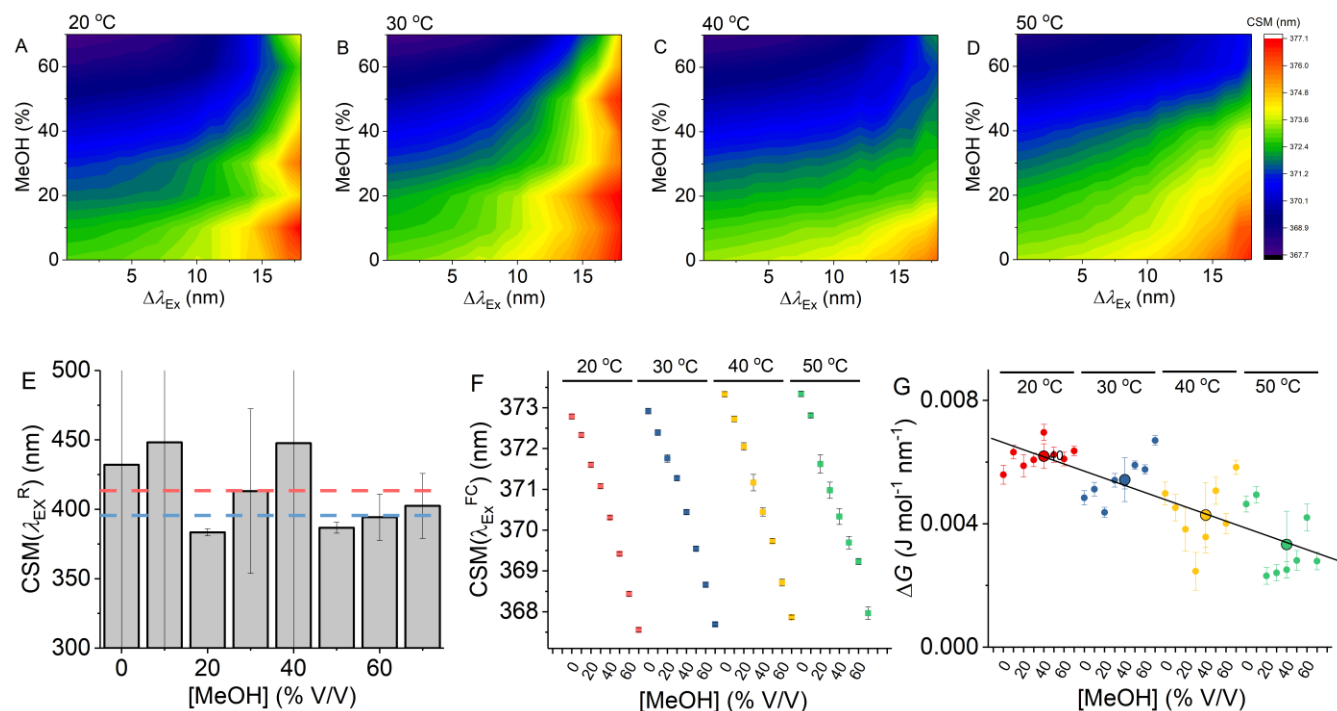 20 °C
30 °C
40 °C
50 °C
CSM (nm)
A
B
C
D
MeOH (%)
60
40
20
0
5
10
15
Δλ_Ex (nm)
MeOH (%)
60
40
20
0
5
10
15
Δλ_Ex (nm)
MeOH (%)
60
40
20
0
5
10
15
Δλ_Ex (nm)
MeOH (%)
60
40
20
0
5
10
15
Δλ_Ex (nm)
377.1
376.0
374.8
373.6
372.4
371.2
370.1
368.9
367.7
E
CSM(λ_Ex^R) (nm)
500
450
400
350
300
0 20 40 60
[MeOH] (% V/V)
F
20 °C 30 °C 40 °C 50 °C
CSM(λ_Ex^FC) (nm)
373
372
371
370
369
368
0 20 40 60 0 20 40 60 0 20 40 60 0 20 40 60
[MeOH] (% V/V)
G
20 °C 30 °C 40 °C 50 °C
ΔG (J mol⁻¹ nm⁻¹)
0.008
0.004
0.000
0 20 40 60 0 20 40 60 0 20 40 60 0 20 40 60
[MeOH] (% V/V)